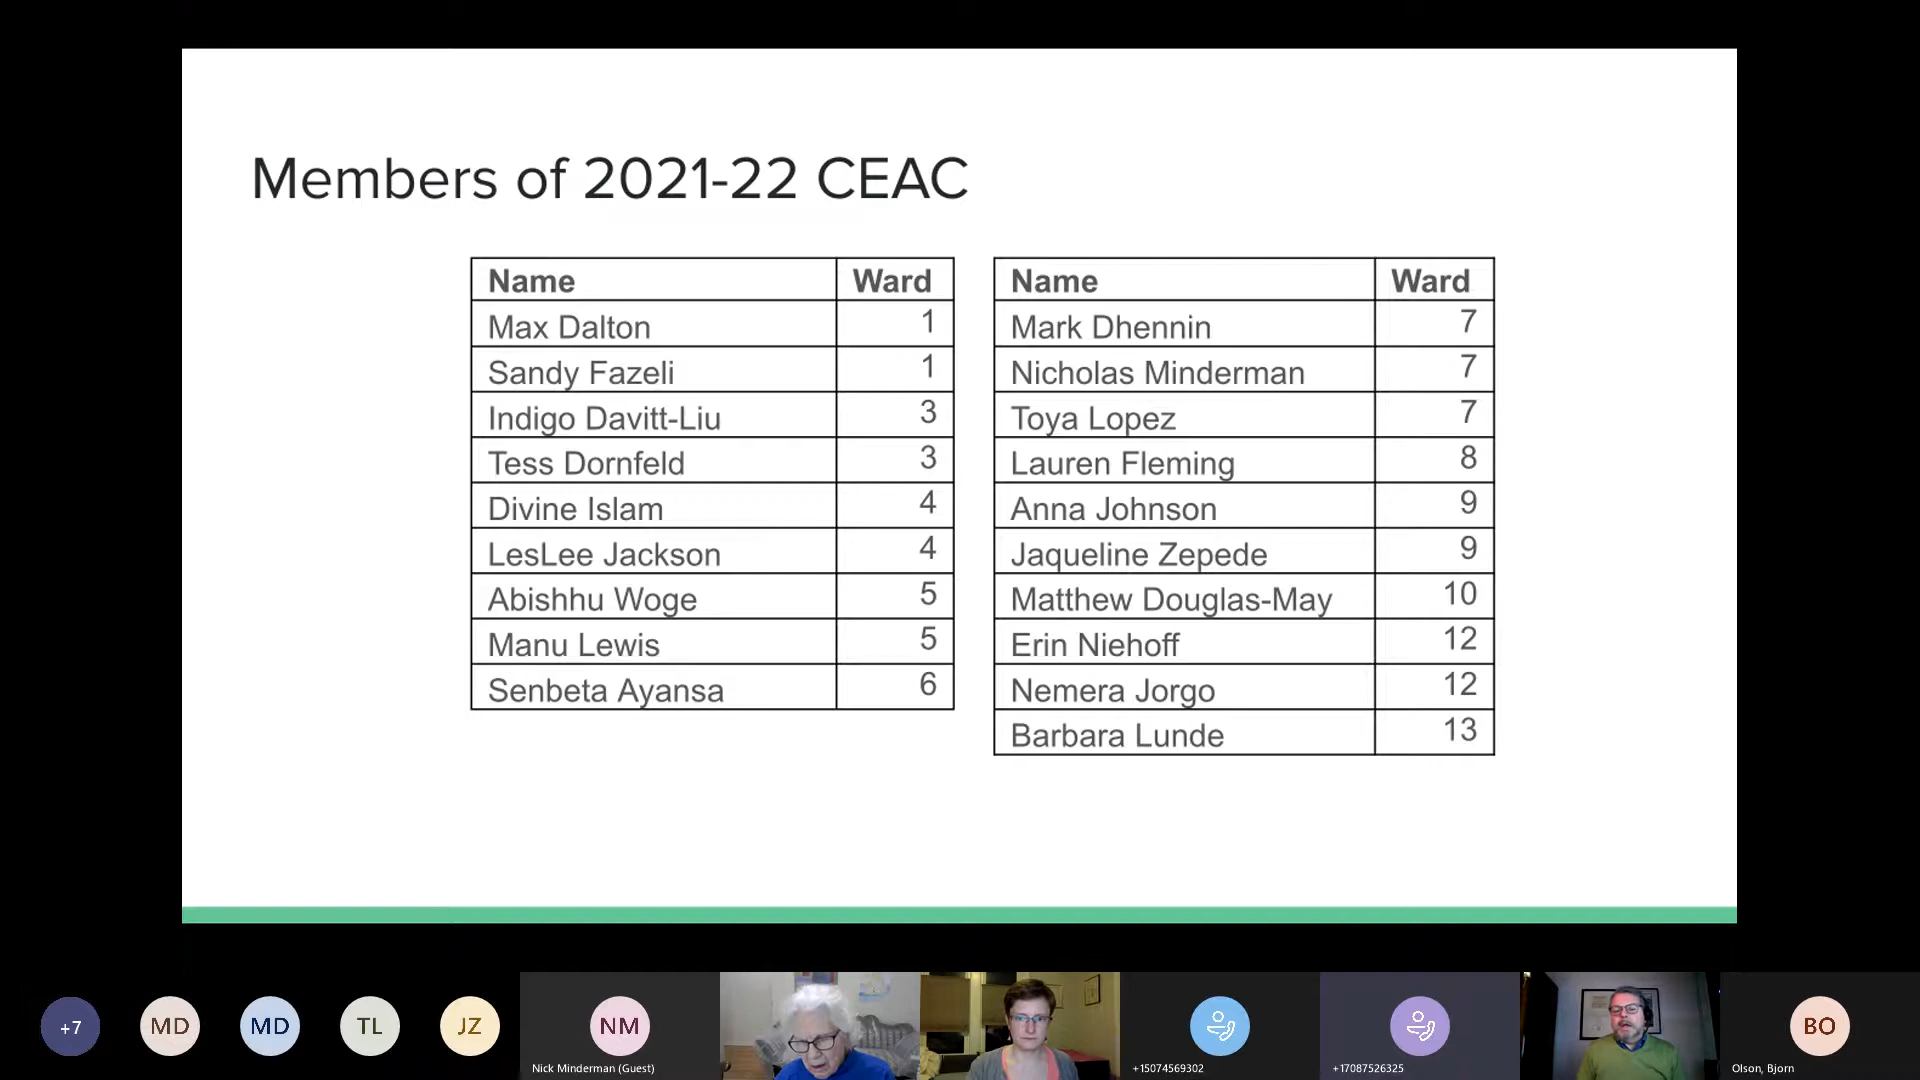 Members of 2021-22 CEAC
Name Ward
Max Dalton 1
Sandy Fazeli 1
Indigo Davitt-Liu 3
Tess Dornfeld 3
Divine Islam 4
LesLee Jackson 4
Abishhu Woge 5
Manu Lewis 5
Senbeta Ayansa 6
Name Ward
Mark Dhennin 7
Nicholas Minderman 7
Toya Lopez 7
Lauren Fleming 8
Anna Johnson 9
Jaqueline Zepede 9
Matthew Douglas-May 10
Erin Niehoff 12
Nemera Jorgo 12
Barbara Lunde 13
+7
MD
MD
TL
JZ
NM
Nick Minderman (Guest)
+15074569302
+17087526325
BO
Olson, Bjorn